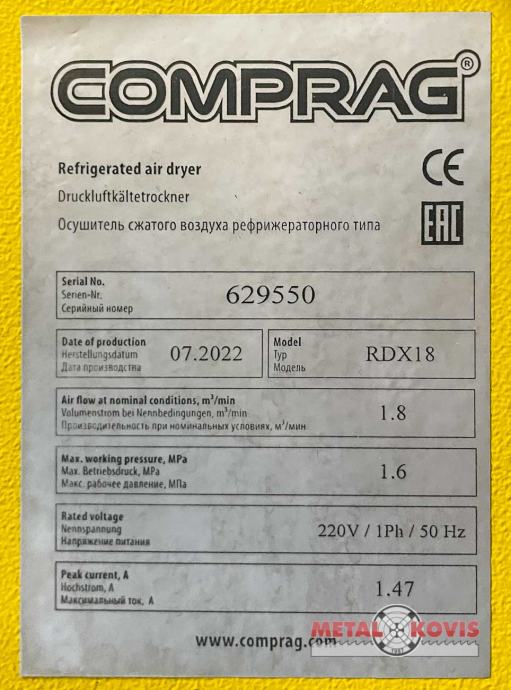 COMPRAG®
Refrigerated air dryer
Druckluftkältetrockner
Осушитель сжатого воздуха рефрижераторного типа
CE
EAC
Serial No.
Serien-Nr.
Серийный номер
629550
Date of production
Herstellungsdatum
Дата производства
07.2022
Model
Typ
Модель
RDX18
Air flow at nominal conditions, m³/min
Volumenstrom bei Nennbedingungen, m³/min
Производительность при номинальных условиях, м³/мин
1.8
Max. working pressure, MPa
Max. Betriebsdruck, MPa
Макс. рабочее давление, МПа
1.6
Rated voltage
Nennspannung
Напряжение питания
220V / 1Ph / 50 Hz
Peak current, A
Höchstrom, A
Максимальный ток, А
1.47
www.comprag.com
METAL KOVIS
1987